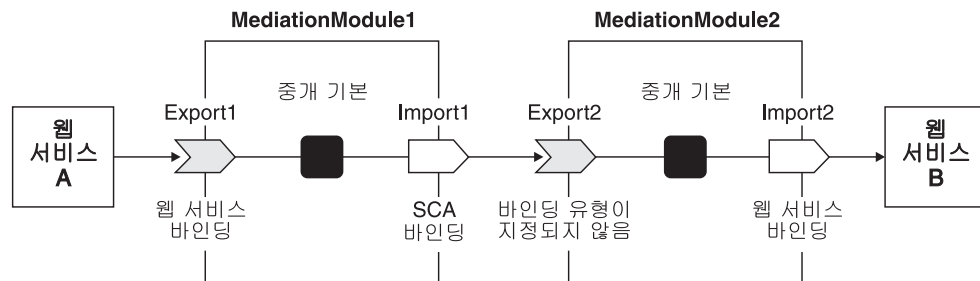 MediationModule1
MediationModule2
중개 기본
중개 기본
Export1
Import1
Export2
Import2
웹
서비스
A
웹
서비스
B
웹 서비스
바인딩
SCA
바인딩
바인딩 유형이
지정되지 않음
웹 서비스
바인딩